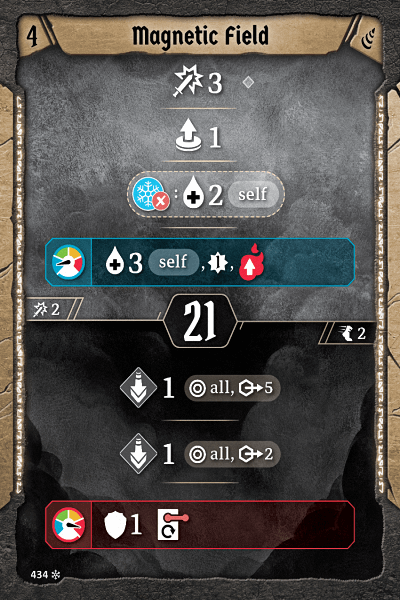 4
Magnetic Field
3
1
: 2 self
3 self , 1 ,
2
21
2
1 all, 5
1 all, 2
1
434